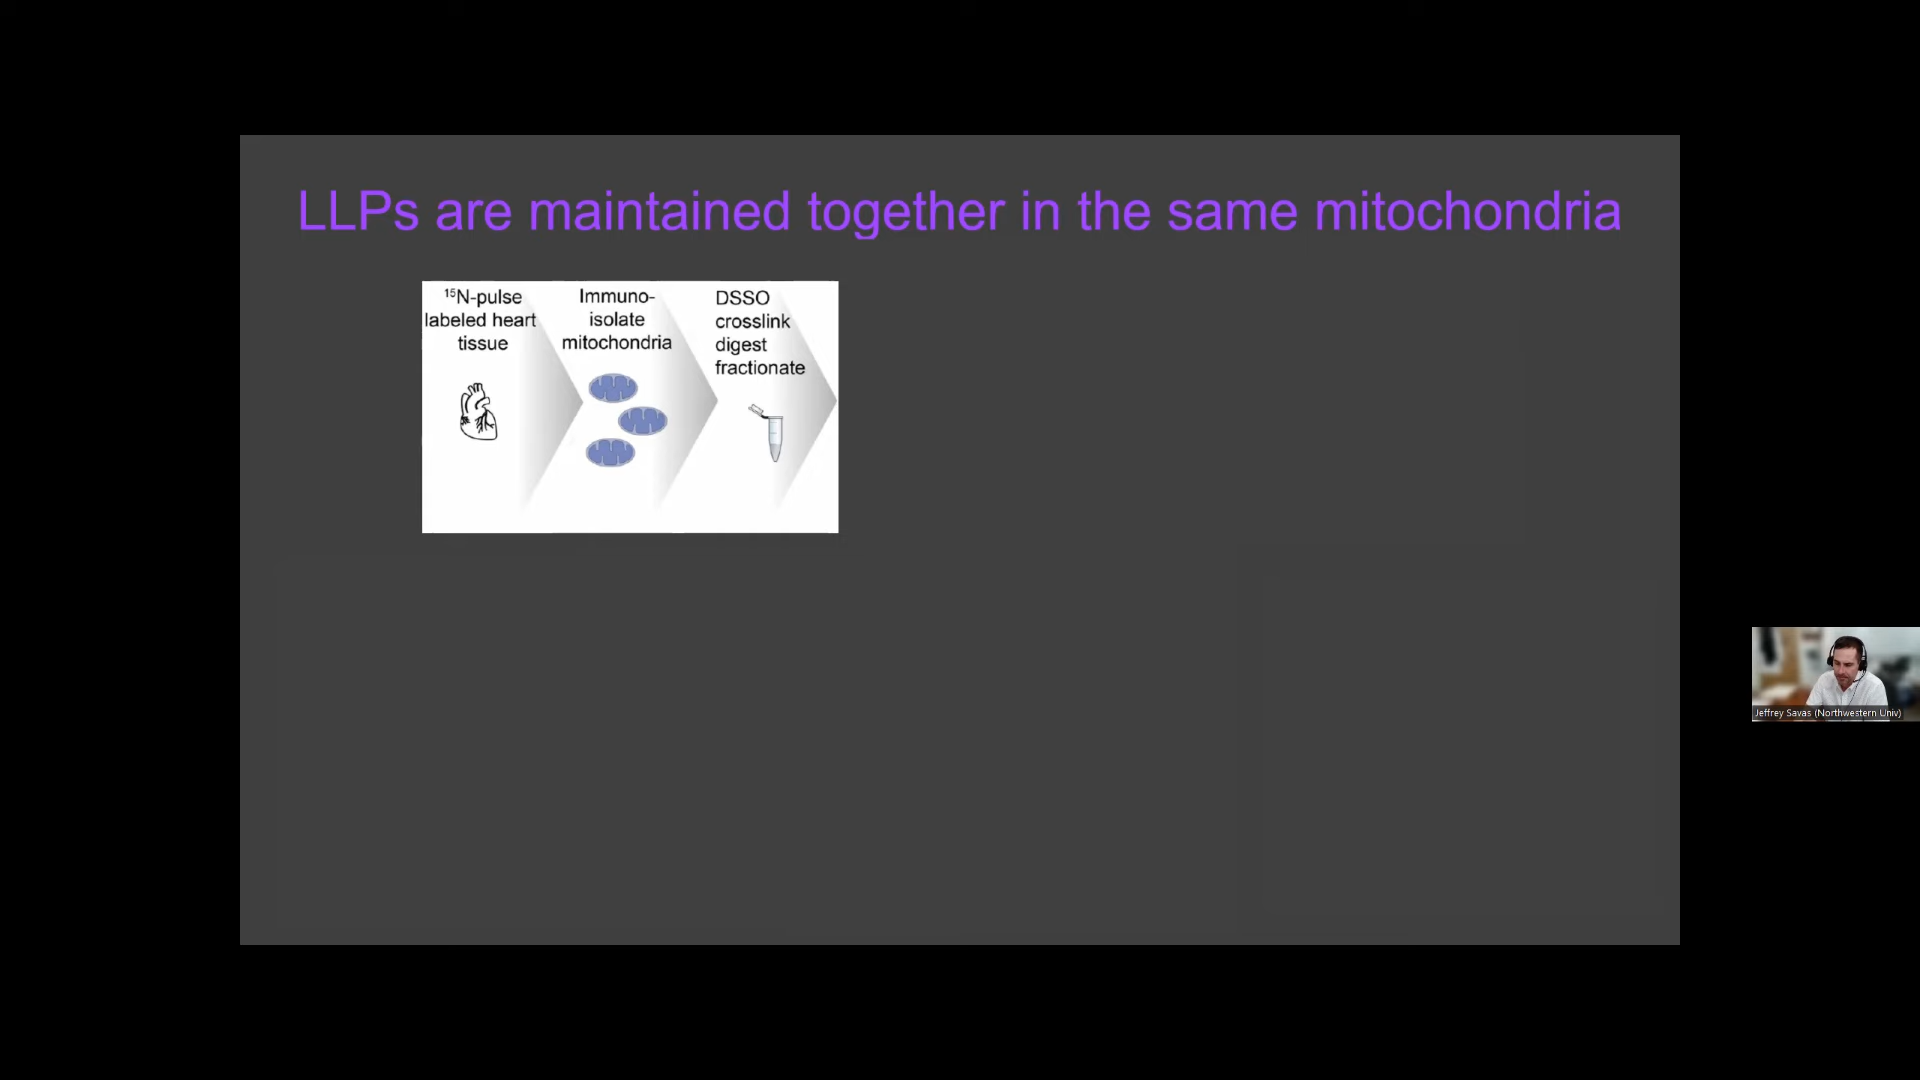 LLPs are maintained together in the same mitochondria
¹⁵N-pulse
labeled heart
tissue
Immuno-
isolate
mitochondria
DSSO
crosslink
digest
fractionate
Jeffrey Savas (Northwestern Univ)